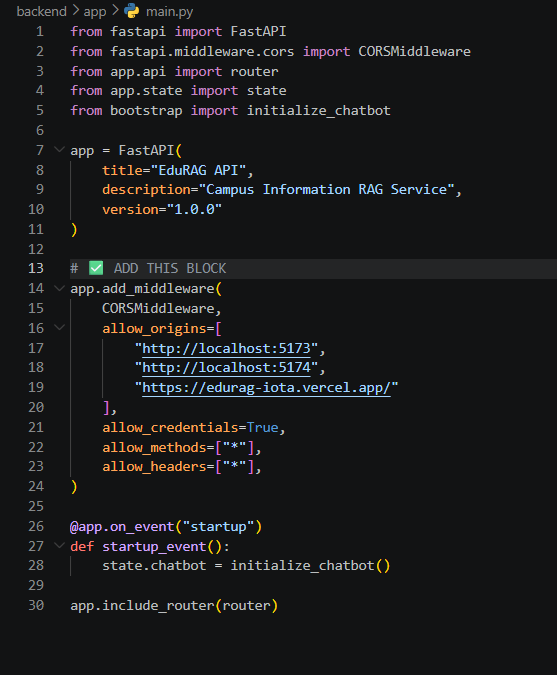 backend > app > main.py
1 from fastapi import FastAPI
2 from fastapi.middleware.cors import CORSMiddleware
3 from app.api import router
4 from app.state import state
5 from bootstrap import initialize_chatbot
6
7 app = FastAPI(
8     title="EduRAG API",
9     description="Campus Information RAG Service",
10     version="1.0.0"
11 )
12
13 # ✅ ADD THIS BLOCK
14 app.add_middleware(
15     CORSMiddleware,
16     allow_origins=[
17         "http://localhost:5173",
18         "http://localhost:5174",
19         "https://edurag-iota.vercel.app/"
20     ],
21     allow_credentials=True,
22     allow_methods=["*"],
23     allow_headers=["*"],
24 )
25
26 @app.on_event("startup")
27 def startup_event():
28     state.chatbot = initialize_chatbot()
29
30 app.include_router(router)